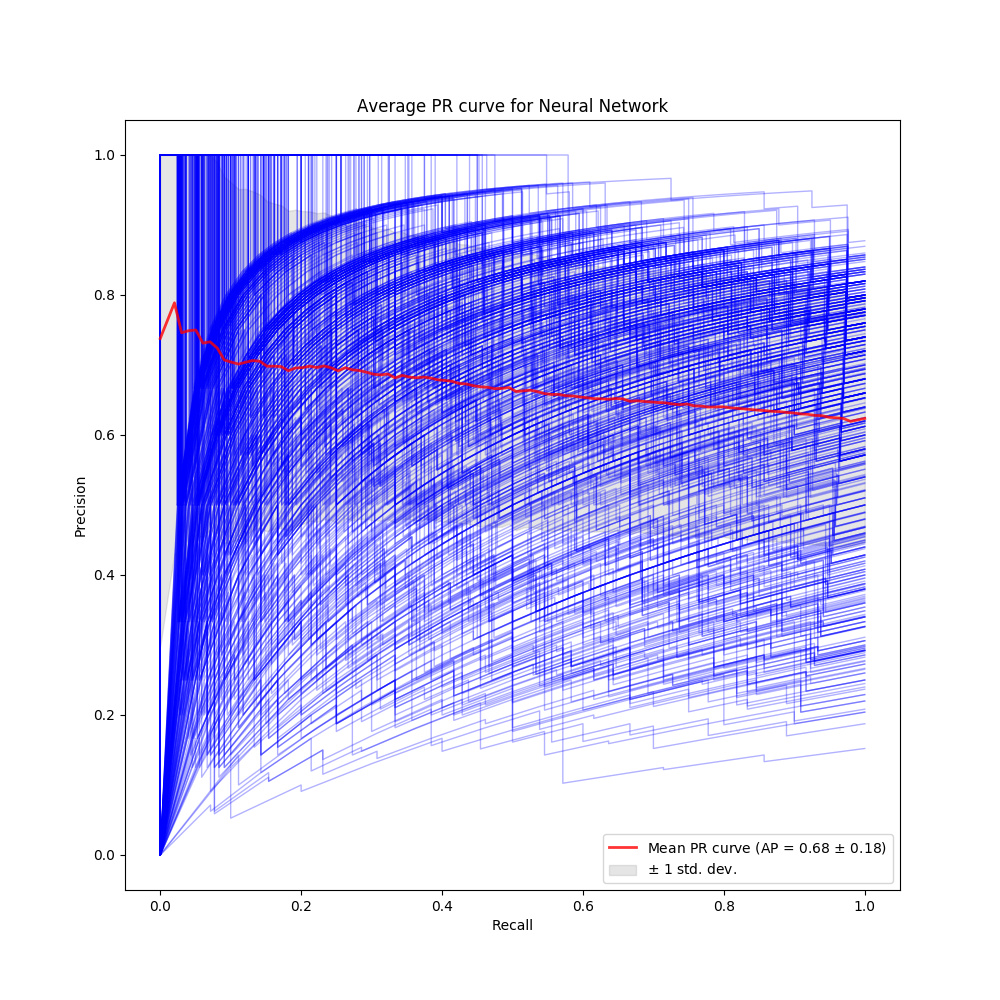 Average PR curve for Neural Network
1.0
0.8
0.6
0.4
0.2
0.0
Precision
0.0 0.2 0.4 0.6 0.8 1.0
Recall
Mean PR curve (AP = 0.68 ± 0.18)
± 1 std. dev.